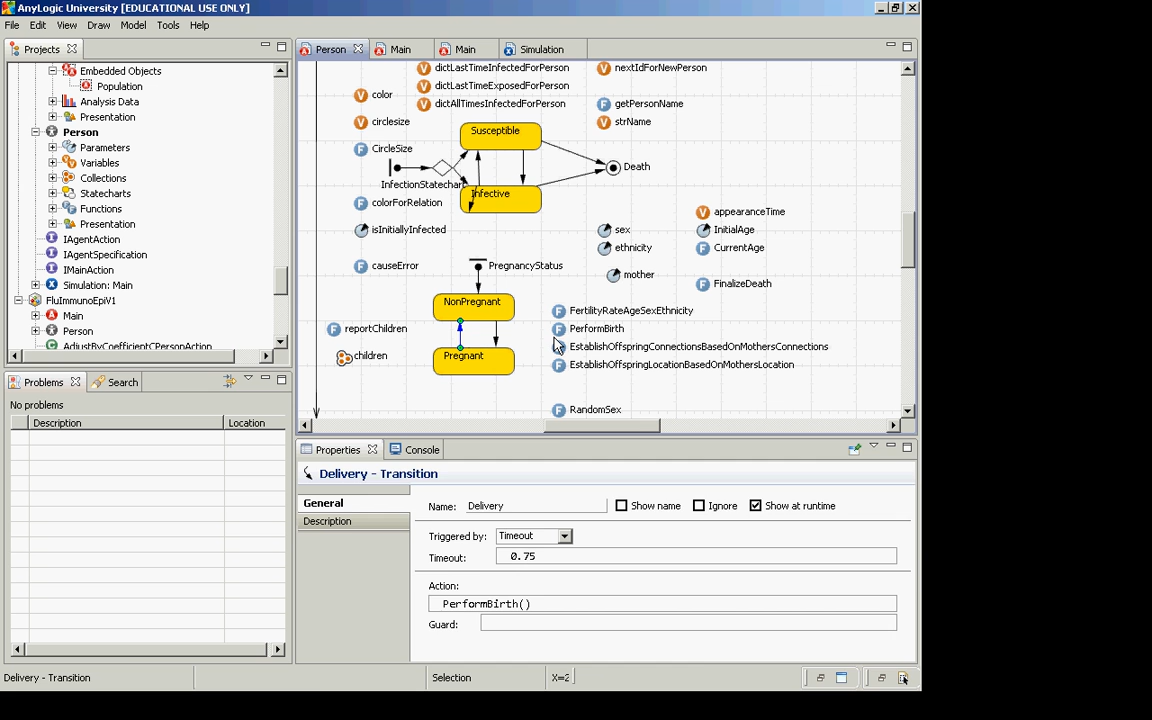 AnyLogic University [EDUCATIONAL USE ONLY]
File Edit View Draw Model Tools Help
Projects
Embedded Objects
Population
Analysis Data
Presentation
Person
Parameters
Variables
Collections
Statecharts
Functions
Presentation
IAgentAction
IAgentSpecification
IMainAction
Simulation: Main
FluImmunoEpiV1
Main
Person
AdjustByCoefficientCPersonAction
Problems Search
No problems
Description Location
Person Main Main Simulation
dictLastTimeInfectedForPerson nextIdForNewPerson
dictLastTimeExposedForPerson
color
dictAllTimesInfectedForPerson getPersonName
circlesize strName
Susceptible
CircleSize
Death
InfectionStatechart
Infective
colorForRelation
appearanceTime
isInitiallyInfected sex InitialAge
ethnicity CurrentAge
causeError PregnancyStatus
mother
FinalizeDeath
NonPregnant
FertilityRateAgeSexEthnicity
reportChildren PerformBirth
EstablishOffspringConnectionsBasedOnMothersConnections
children Pregnant
EstablishOffspringLocationBasedOnMothersLocation
RandomSex
Properties Console
Delivery - Transition
General
Description
Name: Delivery Show name Ignore Show at runtime
Triggered by: Timeout
Timeout: 0.75
Action:
PerformBirth()
Guard:
Delivery - Transition Selection X=2